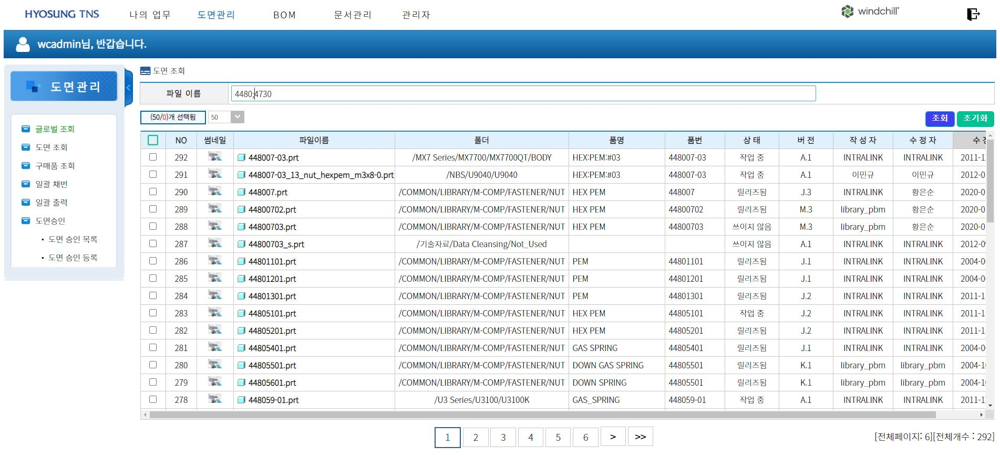 HYOSUNG TNS 나의 업무 도면관리 BOM 문서관리 관리자 windchill
wcadmin님, 반갑습니다.
도면관리
글로벌 조회
도면 조회
구매품 조회
일괄 채번
일괄 출력
도면승인
도면 승인 목록
도면 승인 등록
도면 조회
파일 이름 4480;4730
(50/0)개 선택됨 50 조회 초기화
NO 썸네일 파일이름 폴더 품명 품번 상 태 버 전 작 성 자 수 정 자
292 448007-03.prt /MX7 Series/MX7700/MX7700QT/BODY HEX:PEM:#03 448007-03 작업 중 A.1 INTRALINK INTRALINK 2011-1
291 448007-03_13_nut_hexpem_m3x8-0.prt /NBS/U9040/U9040 HEX:PEM:#03 448007-03 작업 중 A.1 이민규 이민규 2012-0
290 448007.prt /COMMON/LIBRARY/M-COMP/FASTENER/NUT HEX PEM 448007 릴리즈됨 J.3 INTRALINK 황은순 2020-0
289 44800702.prt /COMMON/LIBRARY/M-COMP/FASTENER/NUT HEX PEM 44800702 릴리즈됨 M.3 library_pbm 황은순 2020-0
288 44800703.prt /COMMON/LIBRARY/M-COMP/FASTENER/NUT HEX PEM 44800703 쓰이지 않음 M.3 library_pbm 황은순 2020-0
287 44800703_s.prt /기술자료/Data Cleansing/Not_Used 쓰이지 않음 A.1 INTRALINK INTRALINK 2012-0
286 44801101.prt /COMMON/LIBRARY/M-COMP/FASTENER/NUT PEM 44801101 릴리즈됨 J.1 INTRALINK INTRALINK 2004-0
285 44801201.prt /COMMON/LIBRARY/M-COMP/FASTENER/NUT PEM 44801201 릴리즈됨 J.1 INTRALINK INTRALINK 2004-0
284 44801301.prt /COMMON/LIBRARY/M-COMP/FASTENER/NUT PEM 44801301 릴리즈됨 J.2 INTRALINK INTRALINK 2011-1
283 44805101.prt /COMMON/LIBRARY/M-COMP/FASTENER/NUT HEX PEM 44805101 작업 중 J.2 INTRALINK INTRALINK 2011-1
282 44805201.prt /COMMON/LIBRARY/M-COMP/FASTENER/NUT HEX PEM 44805201 릴리즈됨 J.2 INTRALINK INTRALINK 2011-1
281 44805401.prt /COMMON/LIBRARY/M-COMP/FASTENER/NUT GAS SPRING 44805401 릴리즈됨 J.1 INTRALINK INTRALINK 2004-0
280 44805501.prt /COMMON/LIBRARY/M-COMP/FASTENER/NUT DOWN GAS SPRING 44805501 릴리즈됨 K.1 library_pbm library_pbm 2004-1
279 44805601.prt /COMMON/LIBRARY/M-COMP/FASTENER/NUT DOWN SPRING 44805501 릴리즈됨 K.1 library_pbm library_pbm 2004-1
278 448059-01.prt /U3 Series/U3100/U3100K GAS_SPRING 448059-01 작업 중 A.1 INTRALINK INTRALINK 2011-1
1 2 3 4 5 6 > >> [전체페이지: 6][전체개수 : 292]